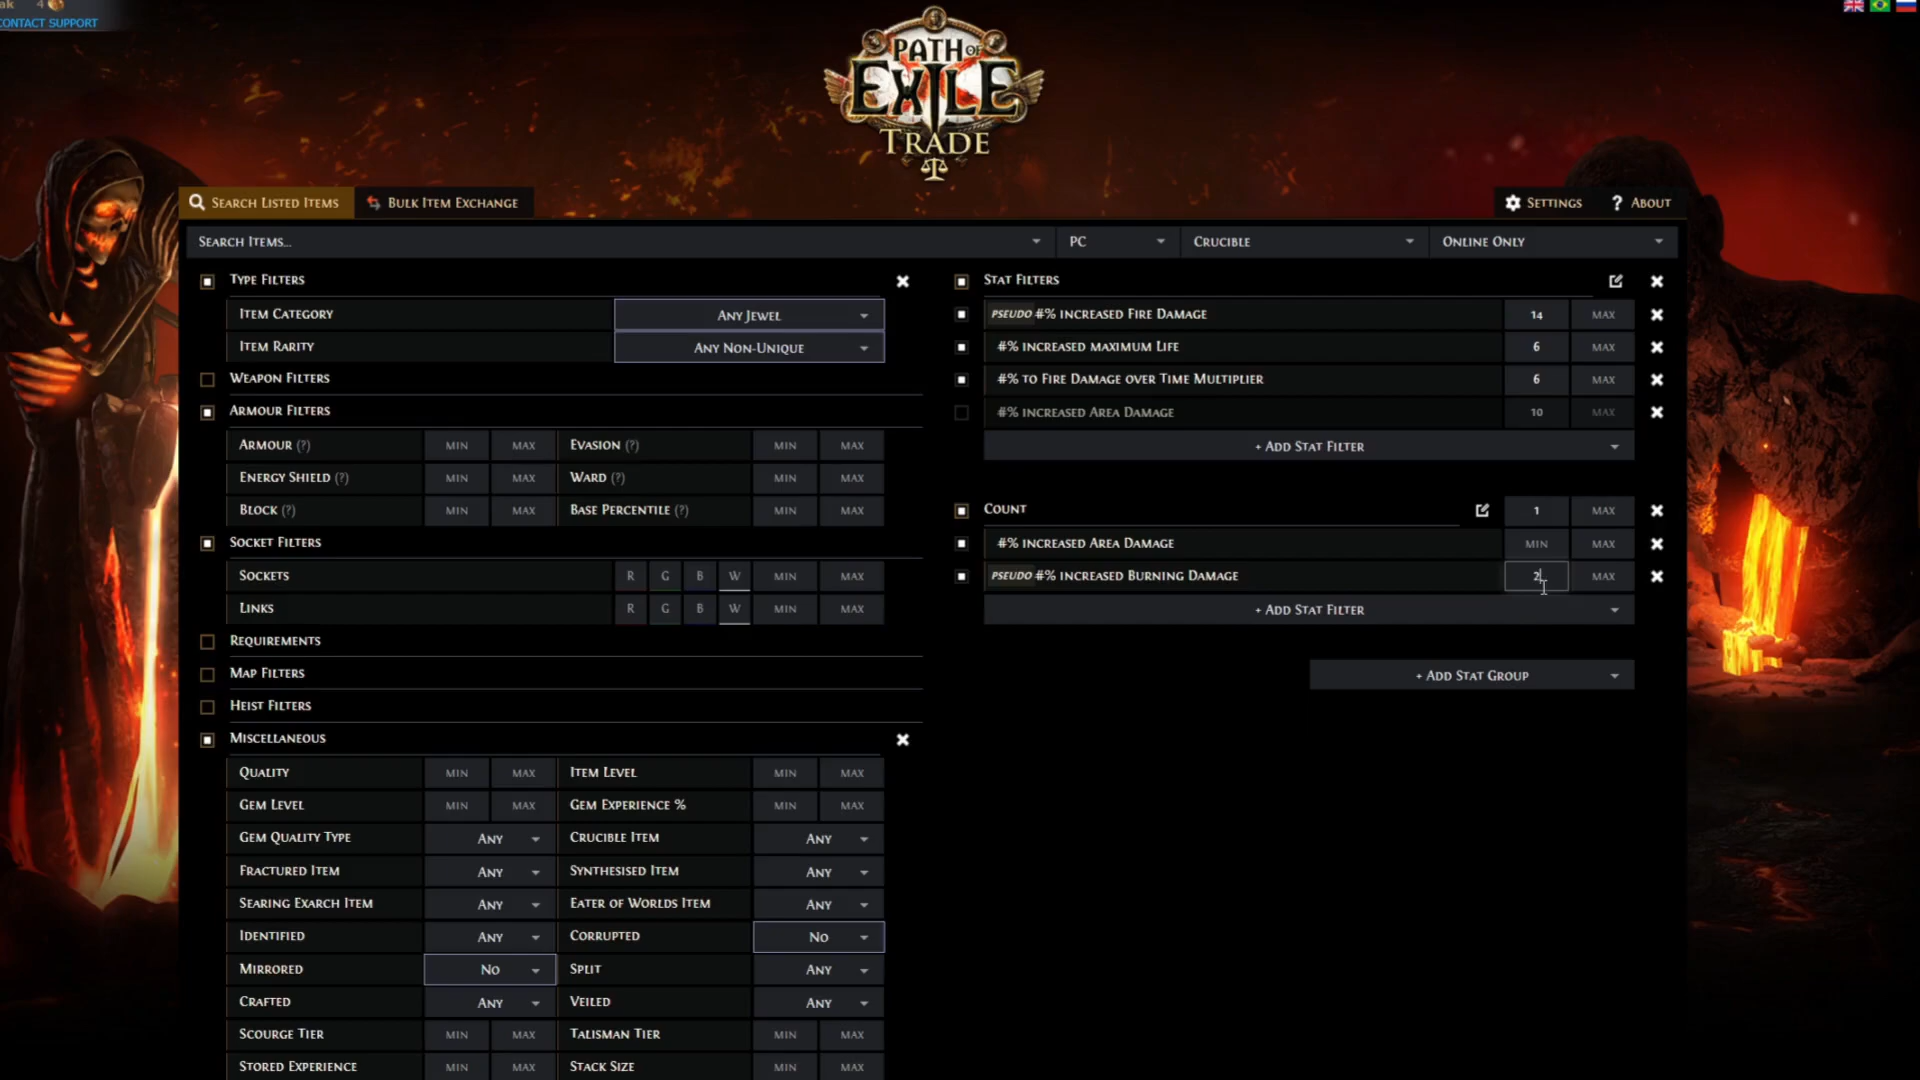 ak 4
CONTACT SUPPORT
PATH OF
EXILE
TRADE
SEARCH LISTED ITEMS
BULK ITEM EXCHANGE
SETTINGS
? ABOUT
SEARCH ITEMS...
PC
CRUCIBLE
ONLINE ONLY
TYPE FILTERS
ITEM CATEGORY ANY JEWEL
ITEM RARITY ANY NON-UNIQUE
WEAPON FILTERS
ARMOUR FILTERS
ARMOUR (?) MIN MAX EVASION (?) MIN MAX
ENERGY SHIELD (?) MIN MAX WARD (?) MIN MAX
BLOCK (?) MIN MAX BASE PERCENTILE (?) MIN MAX
SOCKET FILTERS
SOCKETS R G B W MIN MAX
LINKS R G B W MIN MAX
REQUIREMENTS
MAP FILTERS
HEIST FILTERS
MISCELLANEOUS
QUALITY MIN MAX ITEM LEVEL MIN MAX
GEM LEVEL MIN MAX GEM EXPERIENCE % MIN MAX
GEM QUALITY TYPE ANY CRUCIBLE ITEM ANY
FRACTURED ITEM ANY SYNTHESISED ITEM ANY
SEARING EXARCH ITEM ANY EATER OF WORLDS ITEM ANY
IDENTIFIED ANY CORRUPTED NO
MIRRORED NO SPLIT ANY
CRAFTED ANY VEILED ANY
SCOURGE TIER MIN MAX TALISMAN TIER MIN MAX
STORED EXPERIENCE MIN MAX STACK SIZE MIN MAX
STAT FILTERS
PSEUDO #% INCREASED FIRE DAMAGE 14 MAX
#% INCREASED MAXIMUM LIFE 6 MAX
#% TO FIRE DAMAGE OVER TIME MULTIPLIER 6 MAX
#% INCREASED AREA DAMAGE 10 MAX
+ ADD STAT FILTER
COUNT 1 MAX
#% INCREASED AREA DAMAGE MIN MAX
PSEUDO #% INCREASED BURNING DAMAGE 2 MAX
+ ADD STAT FILTER
+ ADD STAT GROUP